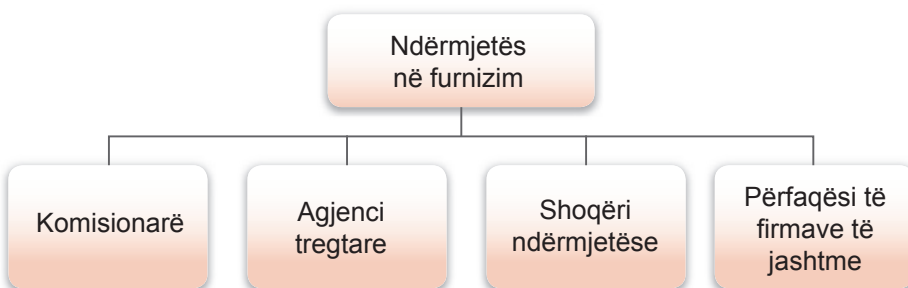 Ndërmjetës
në furnizim
Komisionarë
Agjenci
tregtare
Shoqëri
ndërmjetëse
Përfaqësi të
firmave të
jashtme